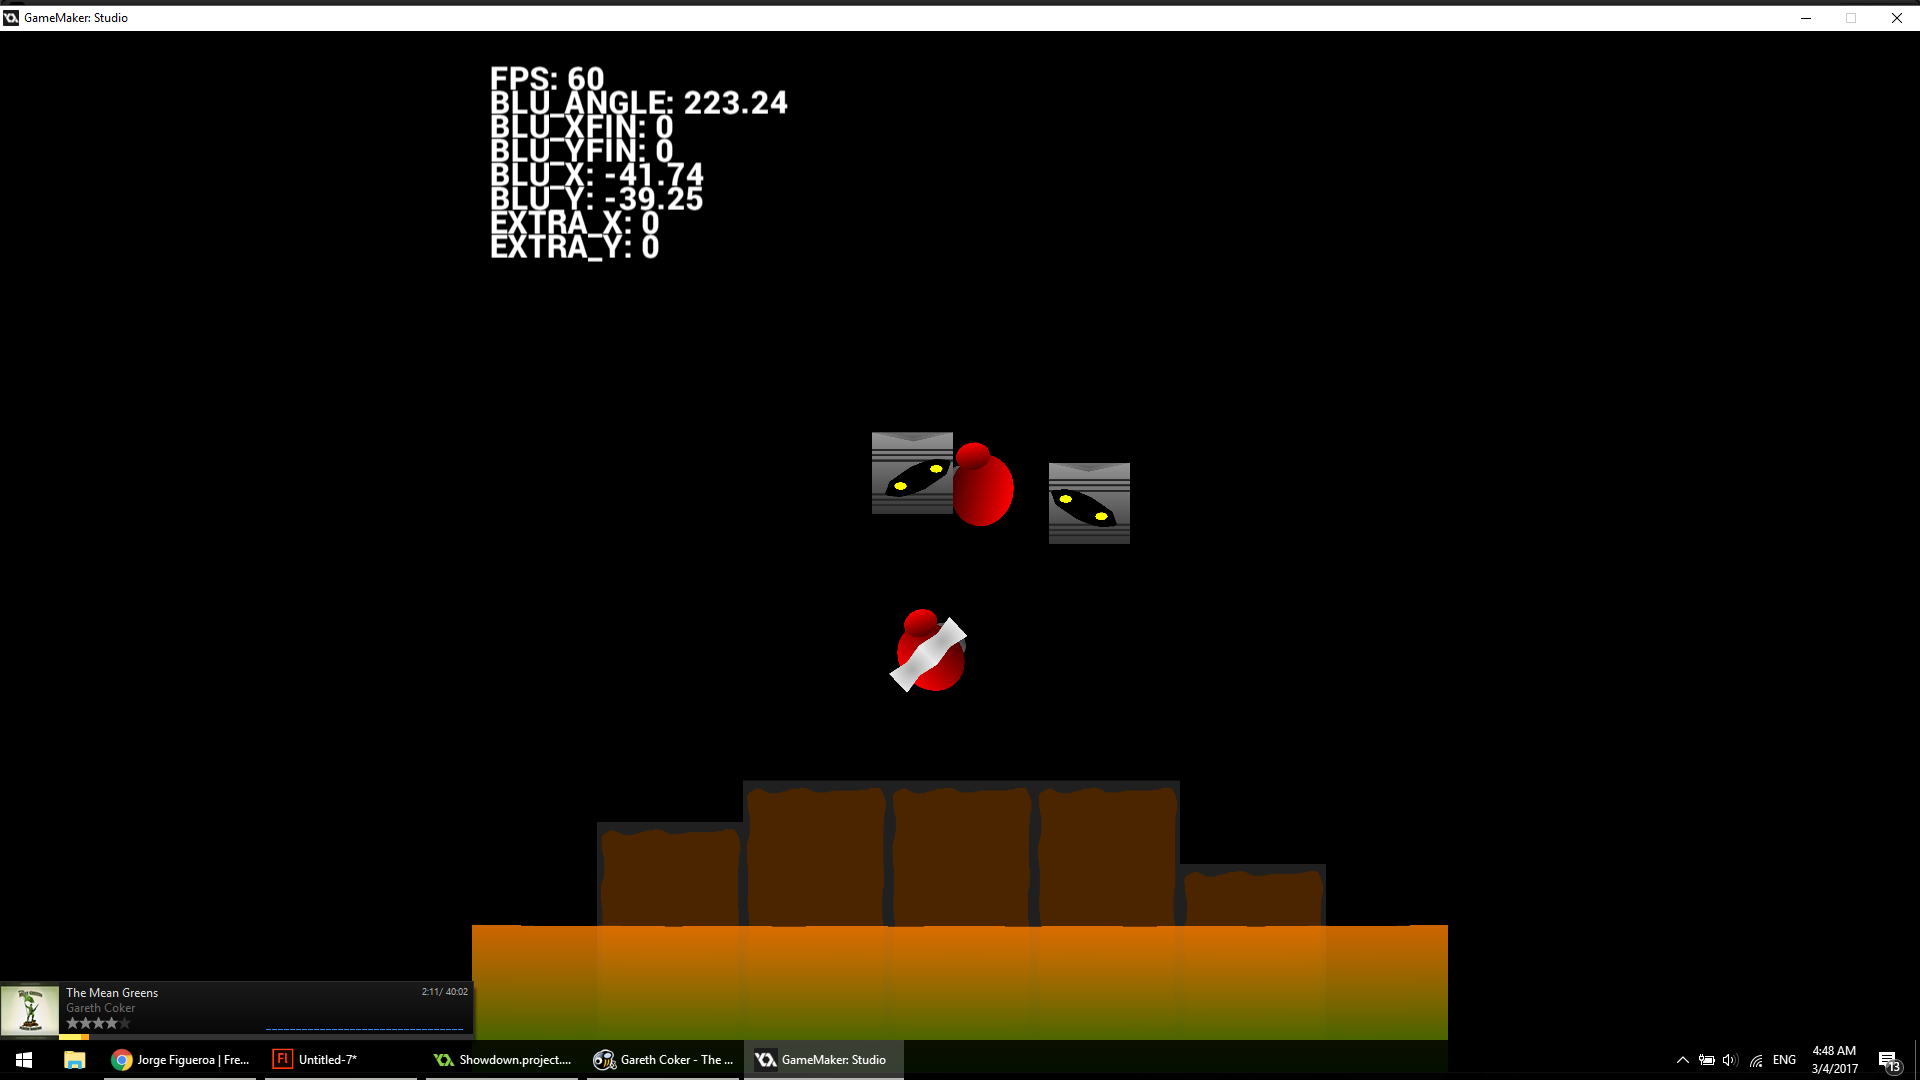 GameMaker: Studio
FPS: 60
BLU_ANGLE: 223.24
BLU_XFIN: 0
BLU_YFIN: 0
BLU_X: -41.74
BLU_Y: -39.25
EXTRA_X: 0
EXTRA_Y: 0
The Mean Greens
2:11/ 40:02
Gareth Coker
Jorge Figueroa | Fre...
Fl
Untitled-7*
Showdown.project....
Gareth Coker - The ...
GameMaker: Studio
ENG
4:48 AM
3/4/2017
13